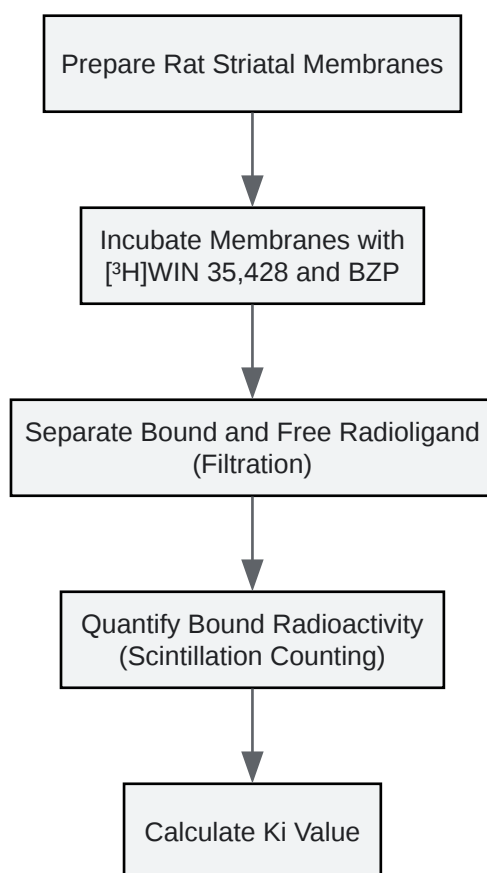 Prepare Rat Striatal Membranes
Incubate Membranes with
[³H]WIN 35,428 and BZP
Separate Bound and Free Radioligand
(Filtration)
Quantify Bound Radioactivity
(Scintillation Counting)
Calculate Ki Value